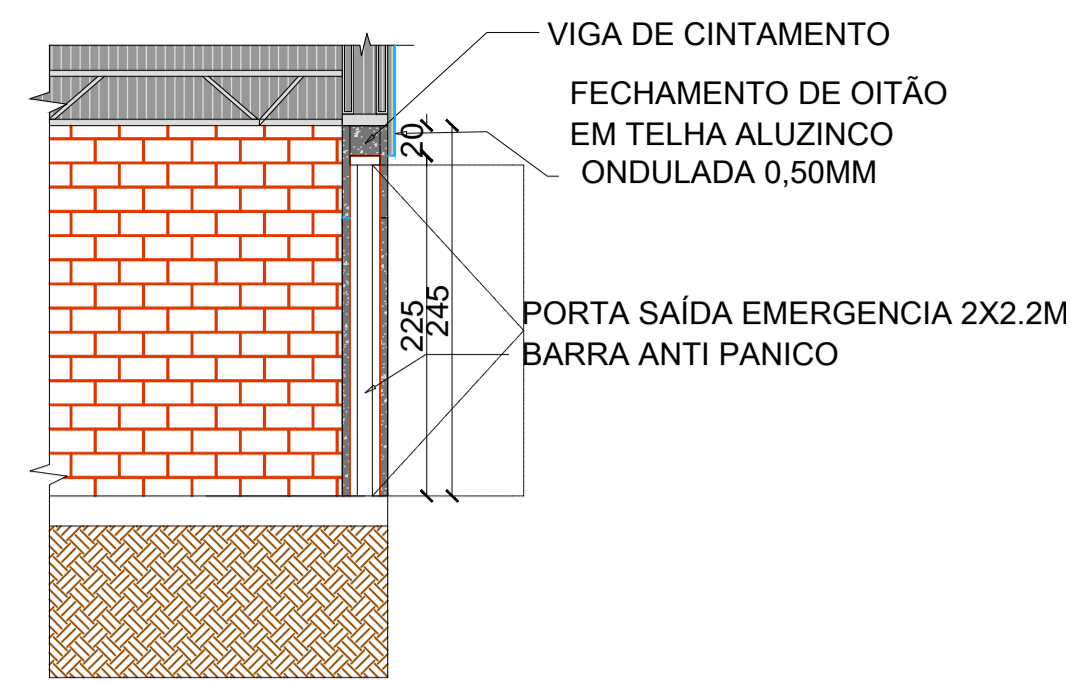 VIGA DE CINTAMENTO
FECHAMENTO DE OITÃO
EM TELHA ALUZINCO
ONDULADA 0,50MM
20
225
245
PORTA SAÍDA EMERGENCIA 2X2.2M
BARRA ANTI PANICO